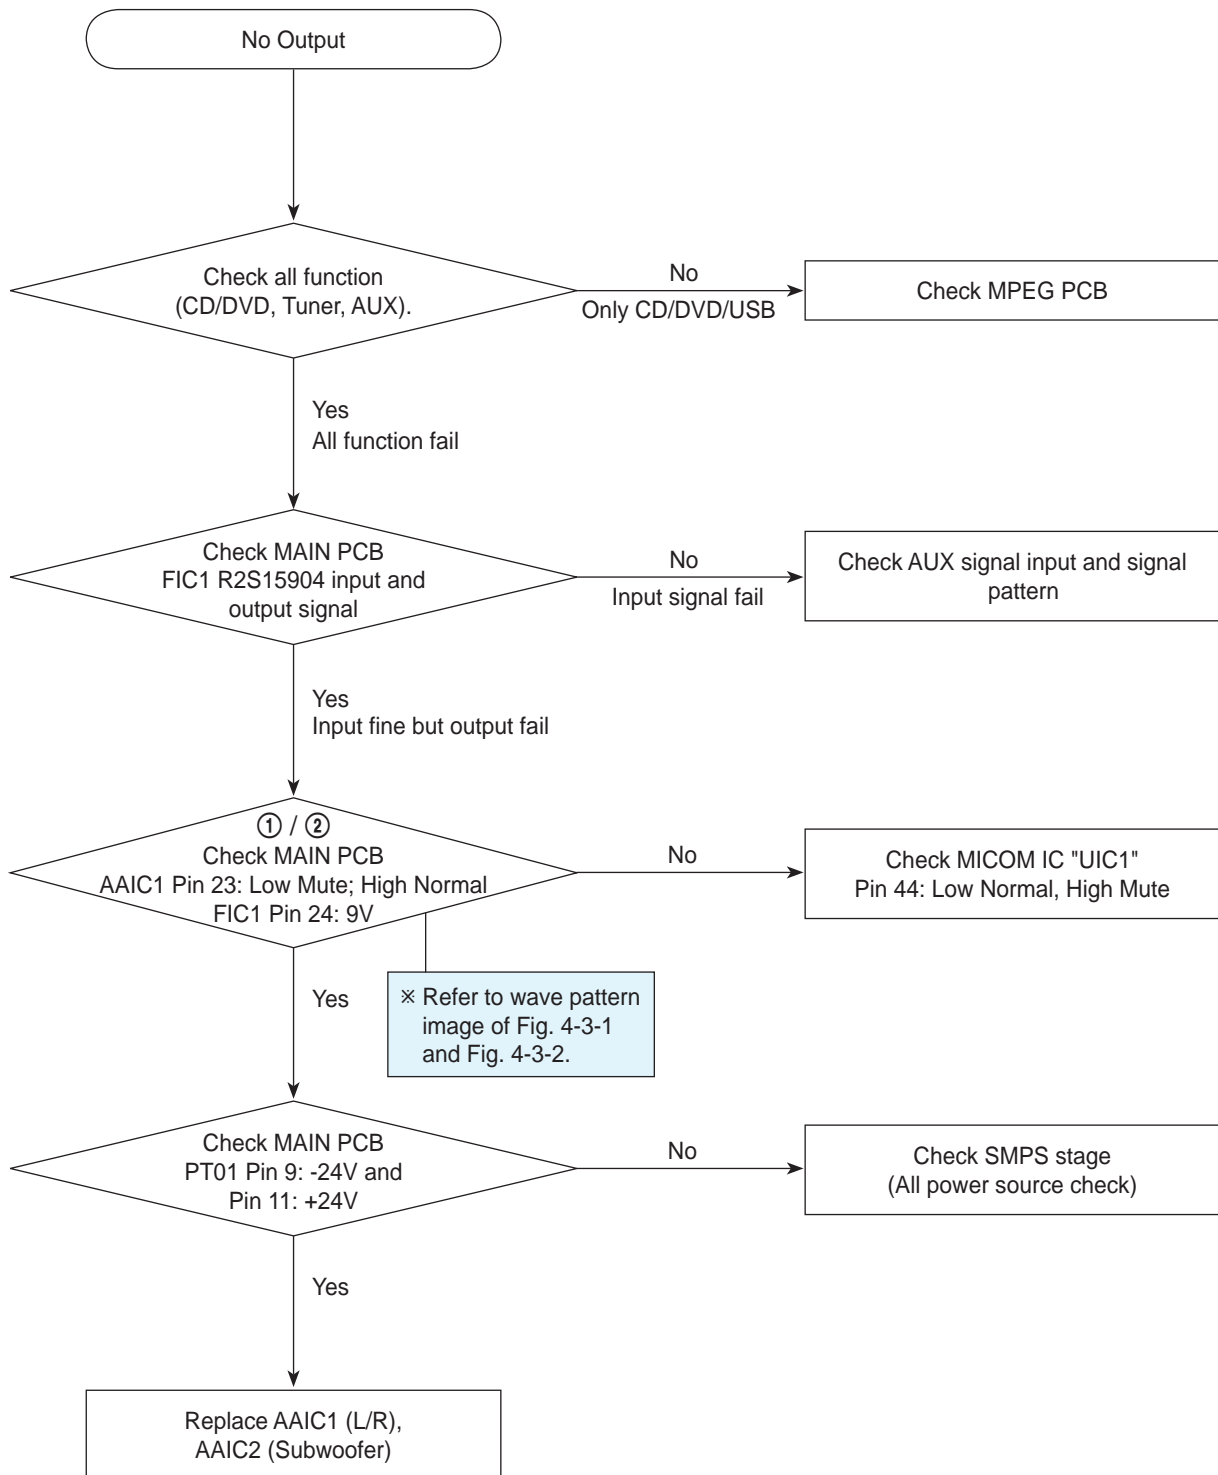 No Output
Check all function
(CD/DVD, Tuner, AUX).
No
Only CD/DVD/USB
Check MPEG PCB
Yes
All function fail
Check MAIN PCB
FIC1 R2S15904 input and
output signal
No
Input signal fail
Check AUX signal input and signal
pattern
Yes
Input fine but output fail
① / ②
Check MAIN PCB
AAIC1 Pin 23: Low Mute; High Normal
FIC1 Pin 24: 9V
No
Check MICOM IC "UIC1"
Pin 44: Low Normal, High Mute
Yes
※ Refer to wave pattern
image of Fig. 4-3-1
and Fig. 4-3-2.
Check MAIN PCB
PT01 Pin 9: -24V and
Pin 11: +24V
No
Check SMPS stage
(All power source check)
Yes
Replace AAIC1 (L/R),
AAIC2 (Subwoofer)